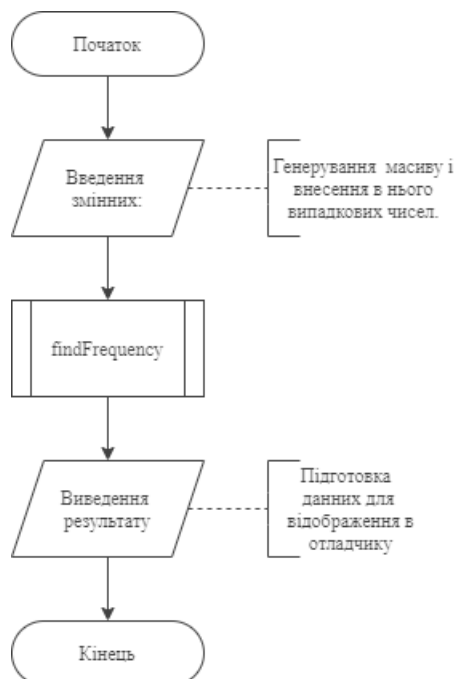 Початок
Введення
змінних:
Генерування масиву і
внесення в нього
випадкових чисел.
findFrequency
Виведення
результату
Підготовка
данних для
відображення в
отладчику
Кінець